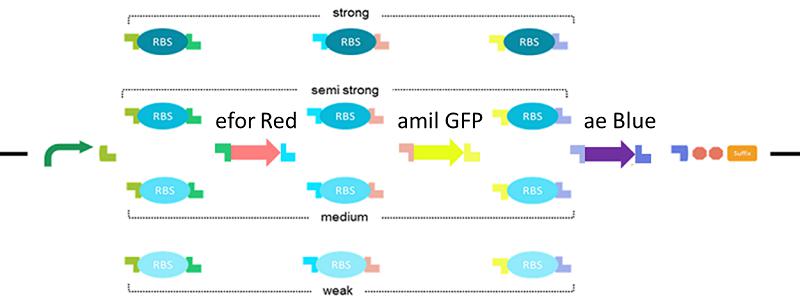 strong
RBS RBS RBS
semi strong
RBS RBS RBS
efor Red amil GFP ae Blue
Suffix
RBS RBS RBS
medium
RBS RBS RBS
weak